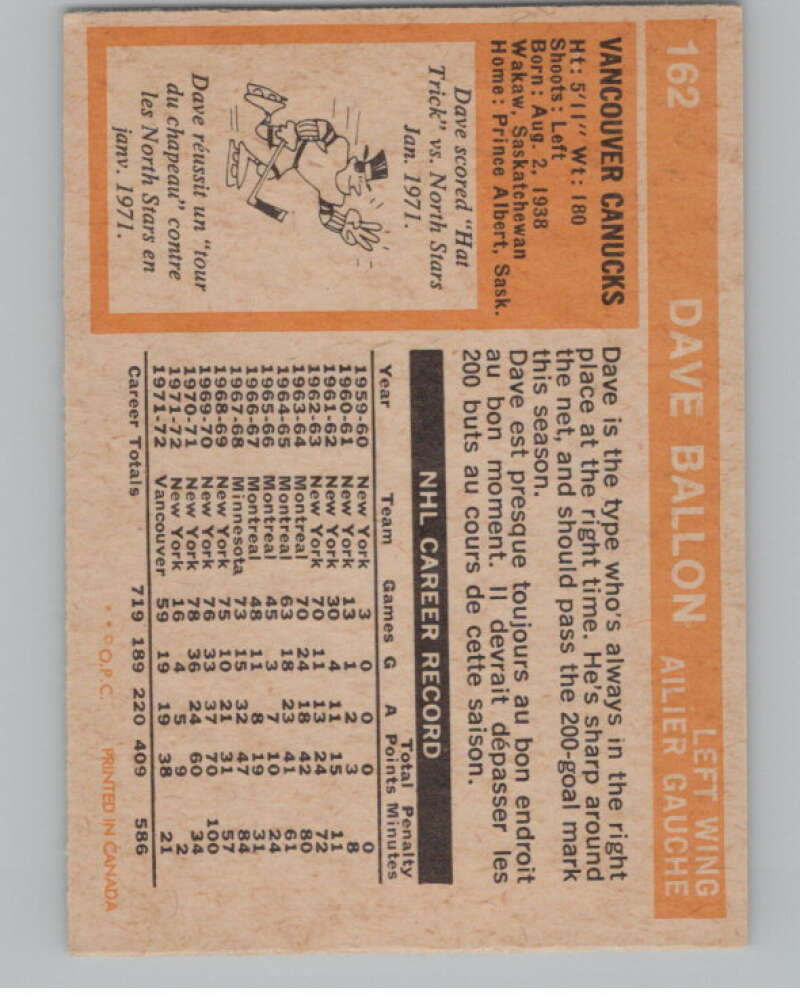 162 DAVE BALLON LEFT WING
AILIER GAUCHE
VANCOUVER CANUCKS
Ht: 5'11" Wt: 180
Shoots: Left
Born: Aug. 2, 1938
Wakaw, Saskatchewan
Home: Prince Albert, Sask.
Dave scored "Hat
Trick" vs. North Stars
Jan. 1971.
Dave réussit un "tour
du chapeau" contre
les North Stars en
janv. 1971.
Dave is the type who's always in the right
place at the right time. He's sharp around
the net, and should pass the 200-goal mark
this season.
Dave est presque toujours au bon endroit
au bon moment. Il devrait dépasser les
200 buts au cours de cette saison.
NHL CAREER RECORD
Total Penalty
Year Team Games G A Points Minutes
1959-60 New York 3 0 0 0 0
1960-61 New York 13 1 2 3 8
1961-62 New York 30 4 11 15 11
1962-63 New York 70 11 13 24 72
1963-64 Montreal 70 24 18 42 80
1964-65 Montreal 63 18 23 41 61
1965-66 Montreal 45 3 7 10 24
1966-67 Montreal 48 11 8 19 31
1967-68 Minnesota 73 15 32 47 84
1968-69 New York 75 10 21 31 57
1969-70 New York 76 33 37 70 100
1970-71 New York 78 36 24 60 34
1971-72 New York 16 4 5 9 2
1971-72 Vancouver 59 19 19 38 21
Career Totals 719 189 220 409 586
**©O.P.C. PRINTED IN CANADA